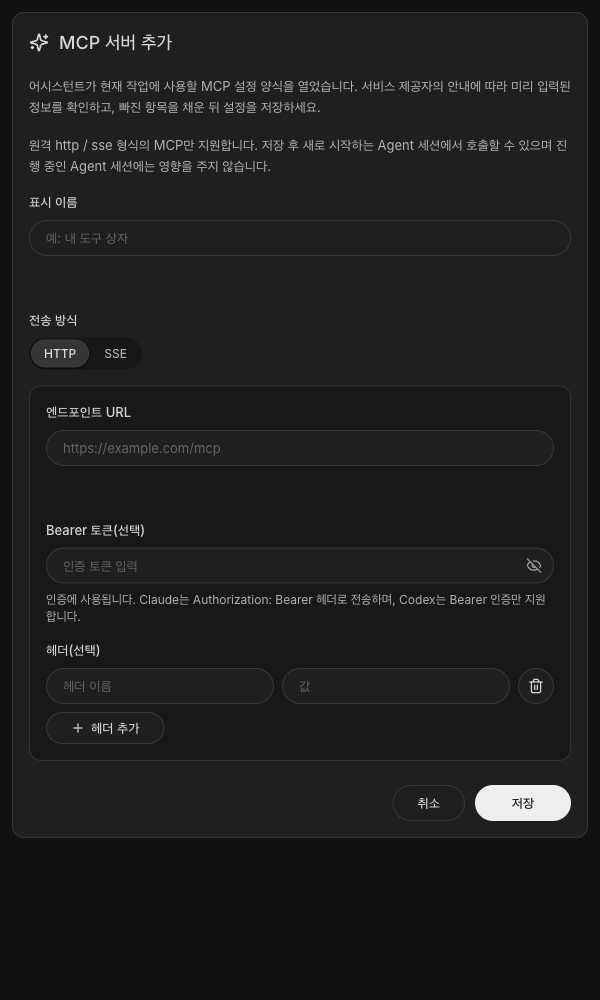 MCP 서버 추가
어시스턴트가 현재 작업에 사용할 MCP 설정 양식을 열었습니다. 서비스 제공자의 안내에 따라 미리 입력된
정보를 확인하고, 빠진 항목을 채운 뒤 설정을 저장하세요.
원격 http / sse 형식의 MCP만 지원합니다. 저장 후 새로 시작하는 Agent 세션에서 호출할 수 있으며 진
행 중인 Agent 세션에는 영향을 주지 않습니다.
표시 이름
예: 내 도구 상자
전송 방식
HTTP SSE
엔드포인트 URL
https://example.com/mcp
Bearer 토큰(선택)
인증 토큰 입력
인증에 사용됩니다. Claude는 Authorization: Bearer 헤더로 전송하며, Codex는 Bearer 인증만 지원
합니다.
헤더(선택)
헤더 이름 값
헤더 추가
취소 저장